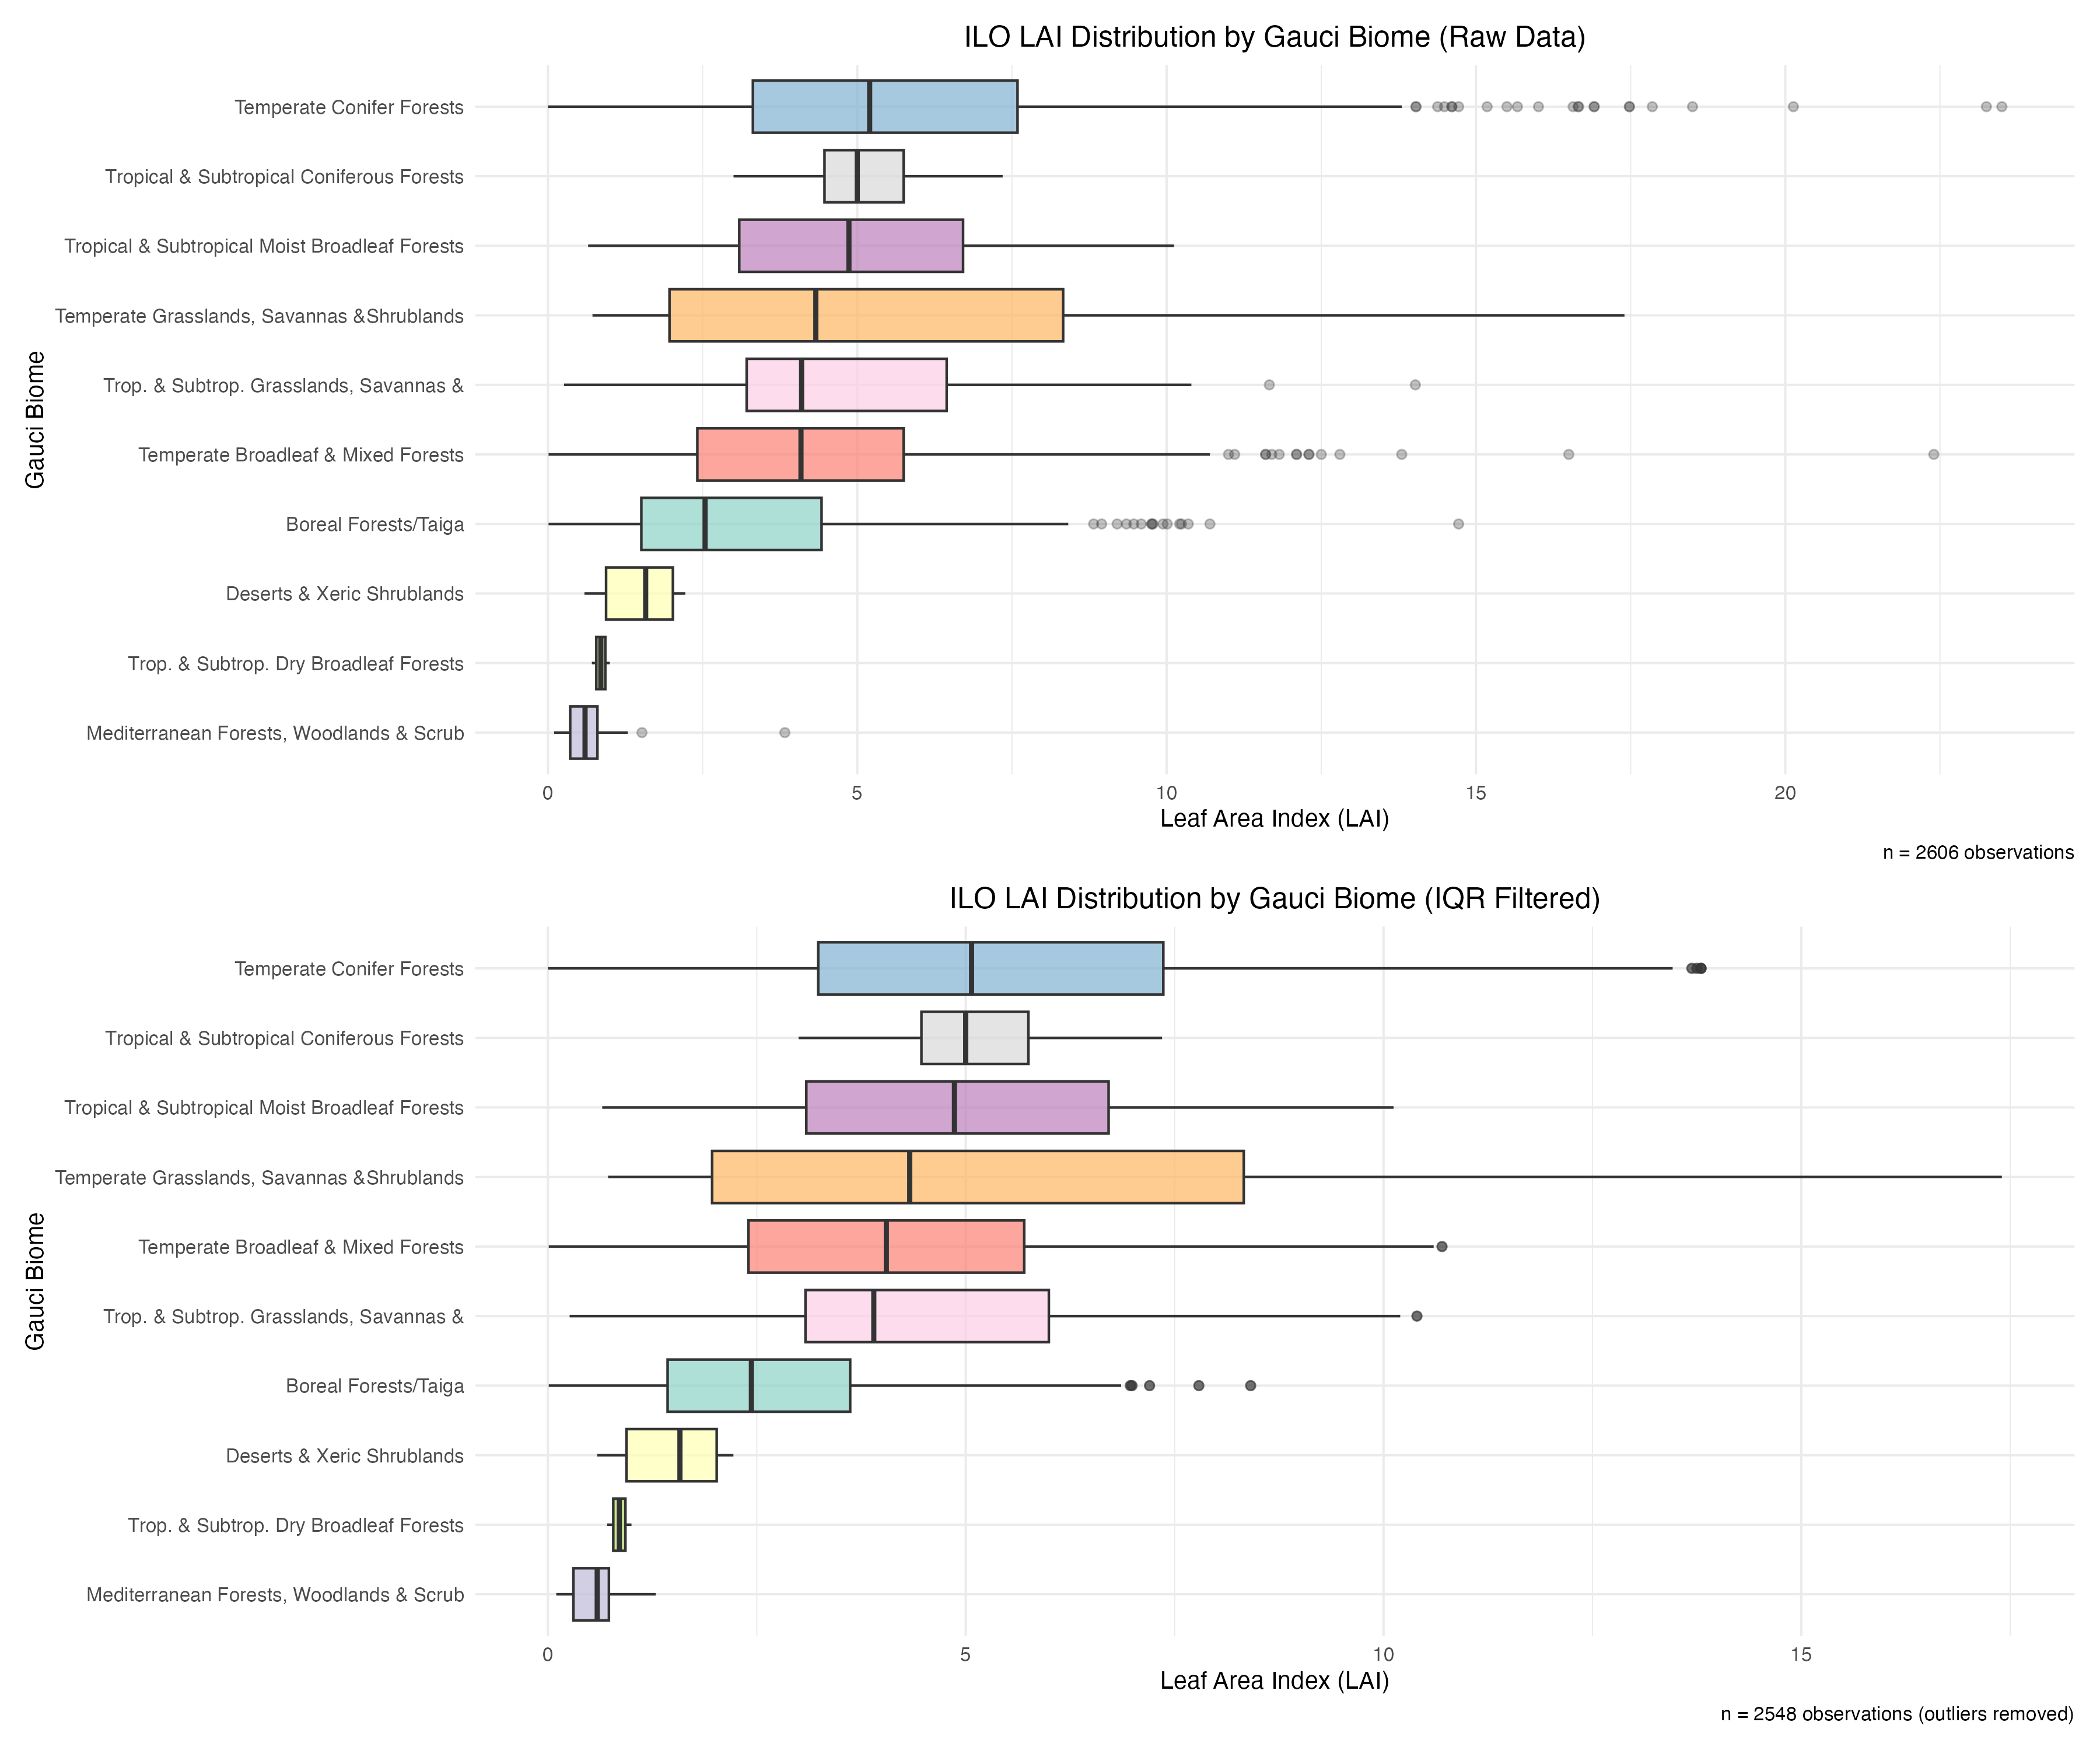 ILO LAI Distribution by Gauci Biome (Raw Data)
Gauci Biome
Temperate Conifer Forests
Tropical & Subtropical Coniferous Forests
Tropical & Subtropical Moist Broadleaf Forests
Temperate Grasslands, Savannas &Shrublands
Trop. & Subtrop. Grasslands, Savannas &
Temperate Broadleaf & Mixed Forests
Boreal Forests/Taiga
Deserts & Xeric Shrublands
Trop. & Subtrop. Dry Broadleaf Forests
Mediterranean Forests, Woodlands & Scrub
0 5 10 15 20
Leaf Area Index (LAI)
n = 2606 observations
ILO LAI Distribution by Gauci Biome (IQR Filtered)
Gauci Biome
Temperate Conifer Forests
Tropical & Subtropical Coniferous Forests
Tropical & Subtropical Moist Broadleaf Forests
Temperate Grasslands, Savannas &Shrublands
Temperate Broadleaf & Mixed Forests
Trop. & Subtrop. Grasslands, Savannas &
Boreal Forests/Taiga
Deserts & Xeric Shrublands
Trop. & Subtrop. Dry Broadleaf Forests
Mediterranean Forests, Woodlands & Scrub
0 5 10 15
Leaf Area Index (LAI)
n = 2548 observations (outliers removed)